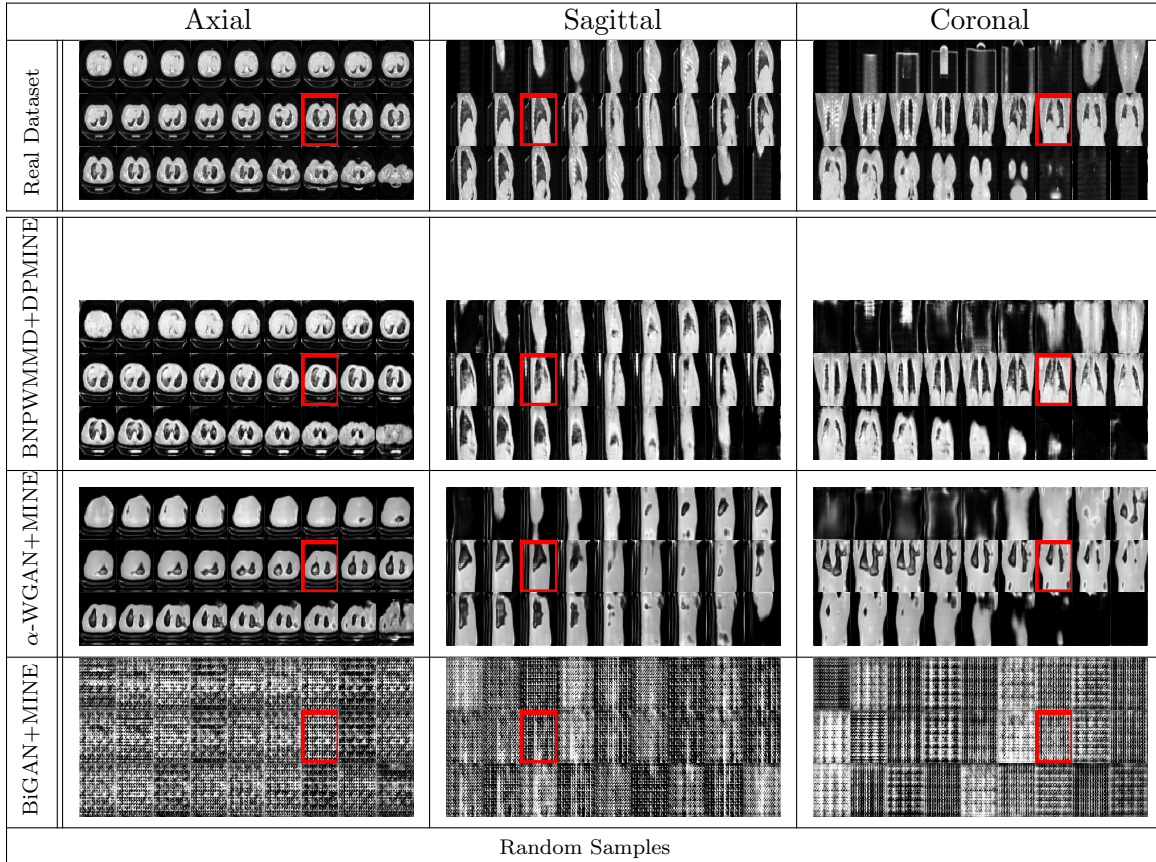 Axial
Sagittal
Coronal
Real Dataset
BNPWMMD+DPMINE
α-WGAN+MINE
BiGAN+MINE
Random Samples